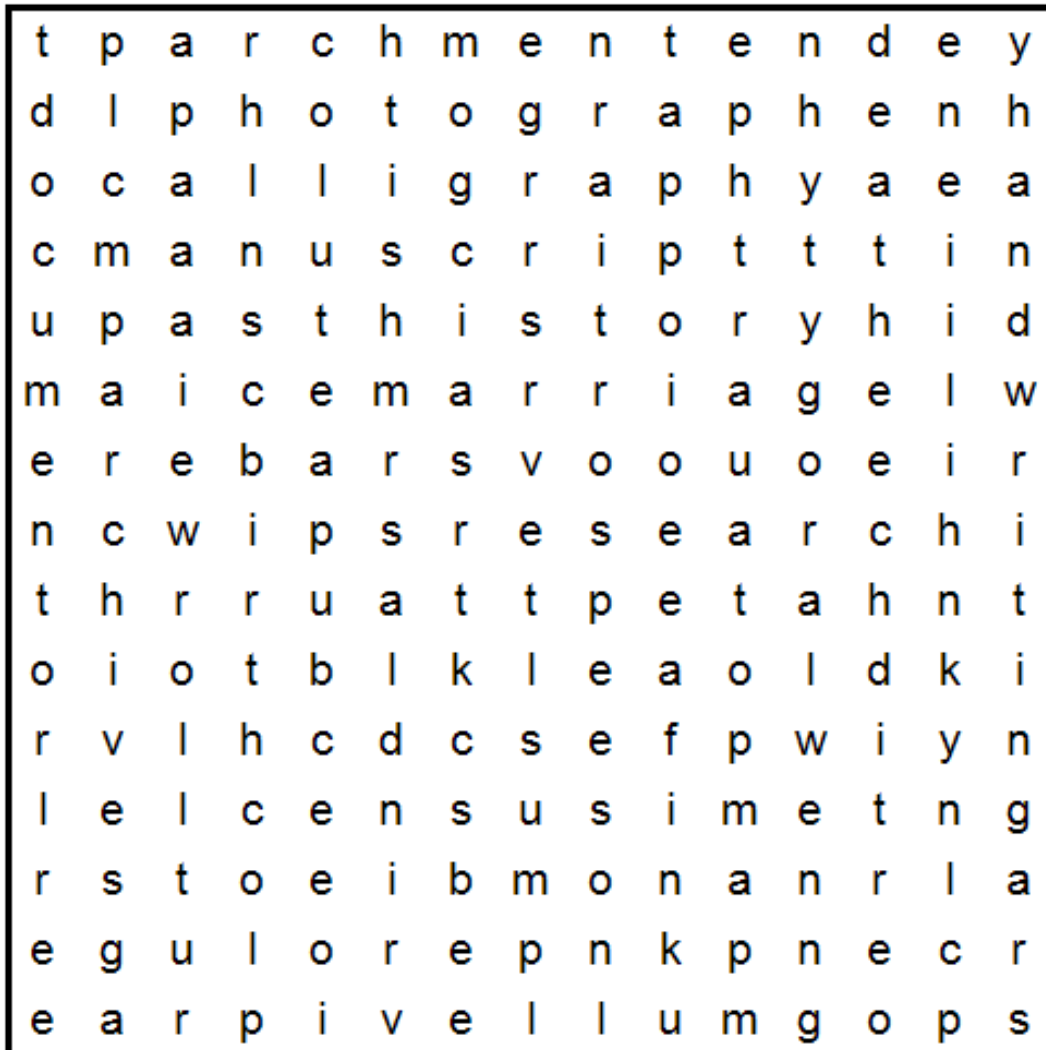 t p a r c h m e n t e n d e y
d l p h o t o g r a p h e n h
o c a l l i g r a p h y a e a
c m a n u s c r i p t t t i n
u p a s t h i s t o r y h i d
m a i c e m a r r i a g e l w
e r e b a r s v o o u o e i r
n c w i p s r e s e a r c h i
t h r r u a t t p e t a h n t
o i o t b l k l e a o l d k i
r v l h c d c s e f p w i y n
l e l c e n s u s i m e t n g
r s t o e i b m o n a n r l a
e g u l o r e p n k p n e c r
e a r p i v e l l u m g o p s